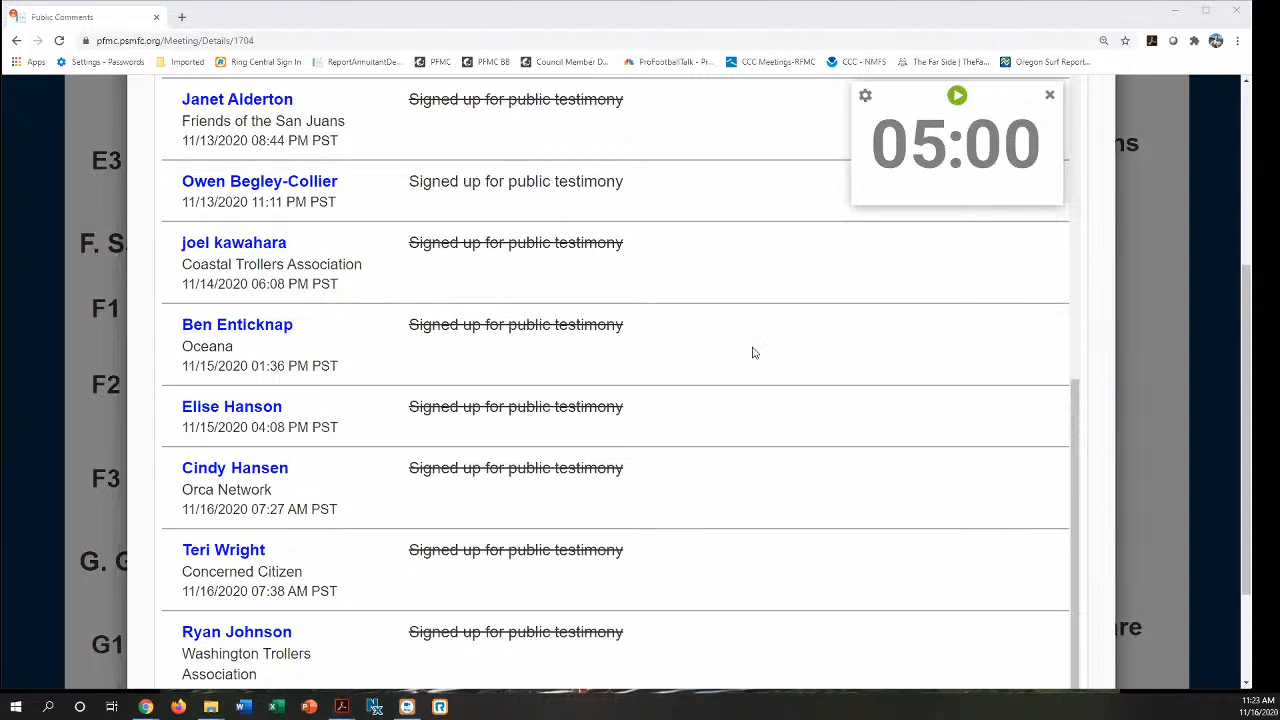 Public Comments
pfmc.psmfc.org/Meeting/Details/1704
Apps Settings - Passwords Imported Ring Central Sign In ReportAnnuitantDe... PFMC PFMC BB Council Member D... ProFootballTalk - Pr... CCC Meetings-RFMC CCC - NMFS The Far Side | TheFa... Oregon Surf Report...
Janet Alderton Signed up for public testimony
Friends of the San Juans
11/13/2020 08:44 PM PST
05:00
E3
ns
Owen Begley-Collier Signed up for public testimony
11/13/2020 11:11 PM PST
F. S
joel kawahara Signed up for public testimony
Coastal Trollers Association
11/14/2020 06:08 PM PST
F1
Ben Enticknap Signed up for public testimony
Oceana
11/15/2020 01:36 PM PST
F2
Elise Hanson Signed up for public testimony
11/15/2020 04:08 PM PST
F3
Cindy Hansen Signed up for public testimony
Orca Network
11/16/2020 07:27 AM PST
G. G
Teri Wright Signed up for public testimony
Concerned Citizen
11/16/2020 07:38 AM PST
G1
are
Ryan Johnson Signed up for public testimony
Washington Trollers
Association
11:23 AM
11/16/2020